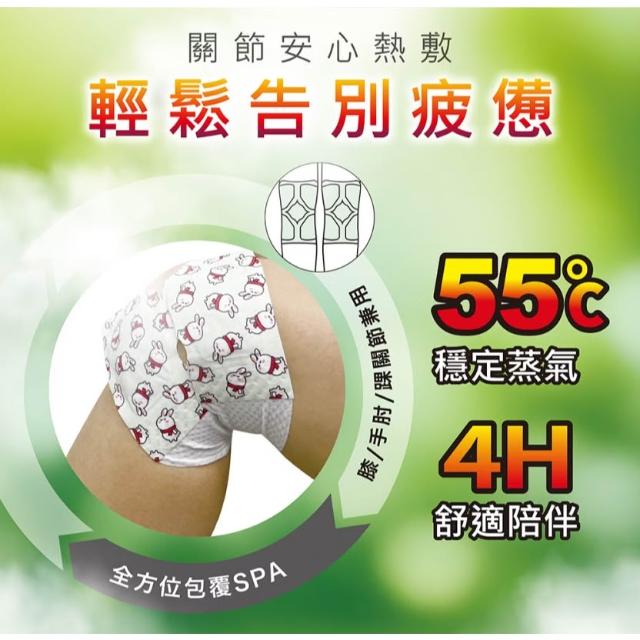 關節安心熱敷
輕鬆告別疲憊
55℃
穩定蒸氣
膝/手肘/踝關節兼用
4H
舒適陪伴
全方位包覆SPA